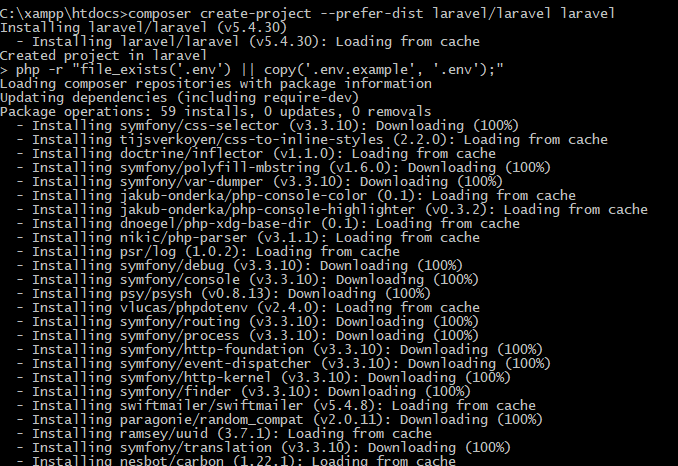 C:\xampp\htdocs>composer create-project --prefer-dist laravel/laravel laravel
Installing laravel/laravel (v5.4.30)
  - Installing laravel/laravel (v5.4.30): Loading from cache
Created project in laravel
> php -r "file_exists('.env') || copy('.env.example', '.env');"
Loading composer repositories with package information
Updating dependencies (including require-dev)
Package operations: 59 installs, 0 updates, 0 removals
  - Installing symfony/css-selector (v3.3.10): Downloading (100%)
  - Installing tijsverkoyen/css-to-inline-styles (2.2.0): Loading from cache
  - Installing doctrine/inflector (v1.1.0): Loading from cache
  - Installing symfony/polyfill-mbstring (v1.6.0): Downloading (100%)
  - Installing symfony/var-dumper (v3.3.10): Downloading (100%)
  - Installing jakub-onderka/php-console-color (0.1): Loading from cache
  - Installing jakub-onderka/php-console-highlighter (v0.3.2): Loading from cache
  - Installing dnoegel/php-xdg-base-dir (0.1): Loading from cache
  - Installing nikic/php-parser (v3.1.1): Loading from cache
  - Installing psr/log (1.0.2): Loading from cache
  - Installing symfony/debug (v3.3.10): Downloading (100%)
  - Installing symfony/console (v3.3.10): Downloading (100%)
  - Installing psy/psysh (v0.8.13): Downloading (100%)
  - Installing vlucas/phpdotenv (v2.4.0): Loading from cache
  - Installing symfony/routing (v3.3.10): Downloading (100%)
  - Installing symfony/process (v3.3.10): Downloading (100%)
  - Installing symfony/http-foundation (v3.3.10): Downloading (100%)
  - Installing symfony/event-dispatcher (v3.3.10): Downloading (100%)
  - Installing symfony/http-kernel (v3.3.10): Downloading (100%)
  - Installing symfony/finder (v3.3.10): Downloading (100%)
  - Installing swiftmailer/swiftmailer (v5.4.8): Loading from cache
  - Installing paragonie/random_compat (v2.0.11): Downloading (100%)
  - Installing ramsey/uuid (3.7.1): Loading from cache
  - Installing symfony/translation (v3.3.10): Downloading (100%)
  - Installing nesbot/carbon (1.22.1): Loading from cache